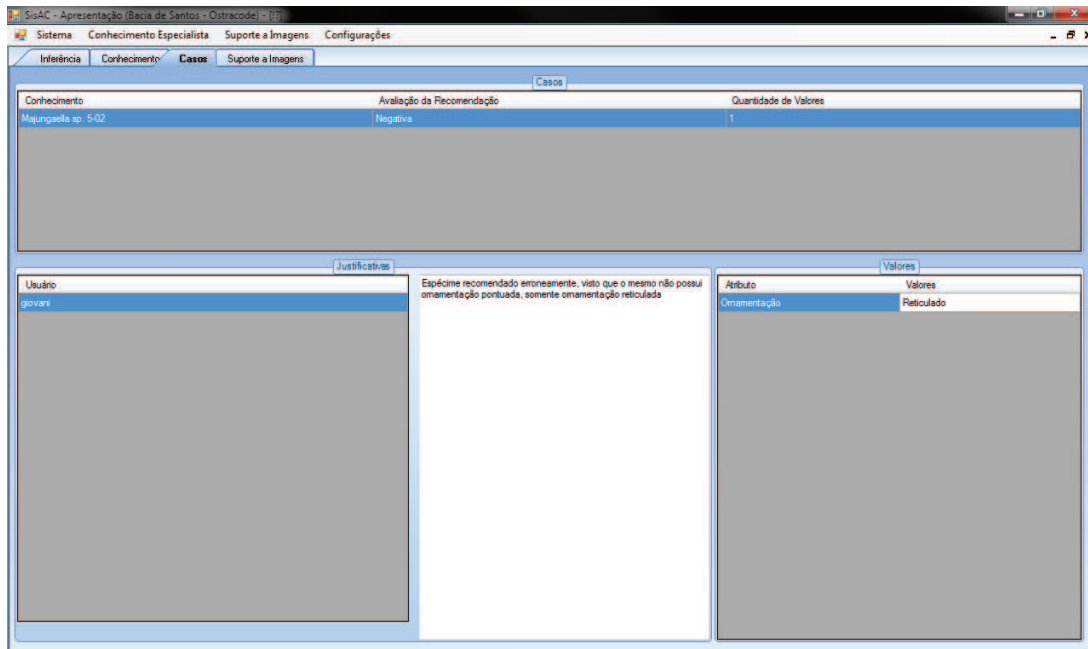 SisAC - Apresentação (Bacia de Santos - Ostracode) - [!?]
Sistema Conhecimento Especialista Suporte a Imagens Configurações
Inferência Conhecimento Casos Suporte a Imagens
Casos
Conhecimento Avaliação da Recomendação Quantidade de Valores
Majungaella sp. 5-02 Negativa 1
Justificativas
Usuário
giovani
Espécime recomendado erroneamente, visto que o mesmo não possui
ornamentação pontuada, somente ornamentação reticulada
Valores
Atributo Valores
Ornamentação Reticulado